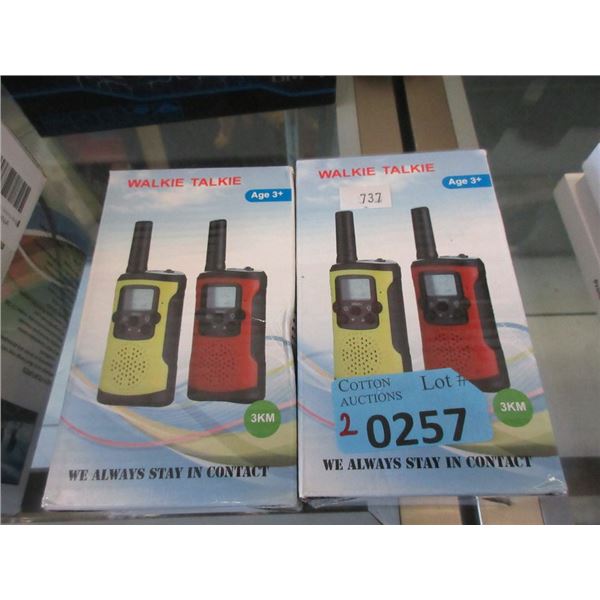 WALKIE TALKIE
Age 3+
3KM
WE ALWAYS STAY IN CONTACT
WALKIE TALKIE
737
Age 3+
COTTON
AUCTIONS
Lot #
2
0257
3KM
WE ALWAYS STAY IN CONTACT